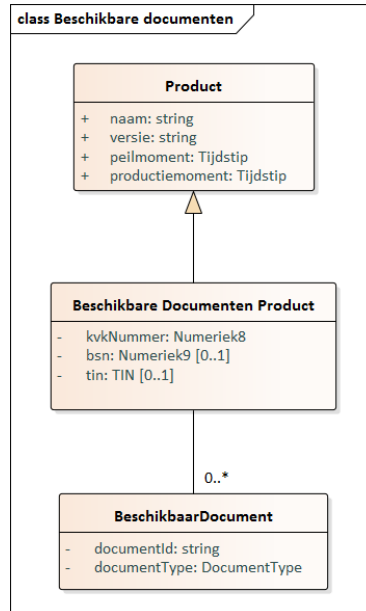 class Beschikbare documenten
Product
+ naam: string
+ versie: string
+ peilmoment: Tijdstip
+ productiemoment: Tijdstip
Beschikbare Documenten Product
- kvkNummer: Numeriek8
- bsn: Numeriek9 [0..1]
- tin: TIN [0..1]
0..*
BeschikbaarDocument
- documentId: string
- documentType: DocumentType